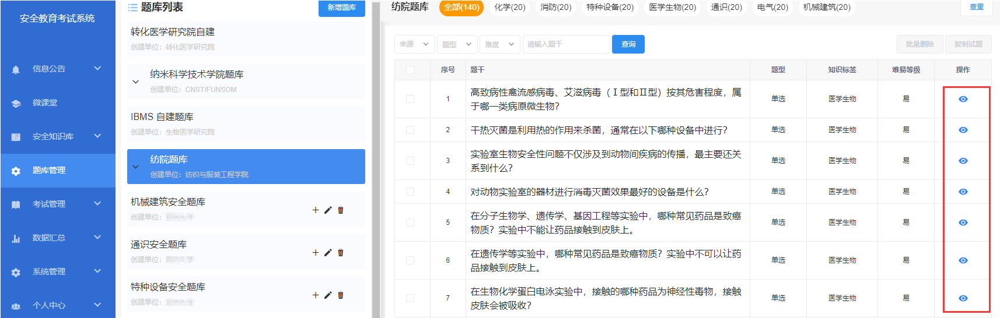 安全教育考试系统
信息公告
微课堂
安全知识库
题库管理
考试管理
数据汇总
系统管理
个人中心
题库列表
新增题库
转化医学研究院自建
创建单位：转化医学研究院
纳米科学技术学院题库
创建单位：CNST/FUNSOM
IBMS 自建题库
创建单位：生物医学研究院
纺院题库
创建单位：纺织与服装工程学院
机械建筑安全题库
创建单位：
通识安全题库
创建单位：
特种设备安全题库
创建单位：
纺院题库 全部(140) 化学(20) 消防(20) 特种设备(20) 医学生物(20) 通识(20) 电气(20) 机械建筑(20) 查重
来源 题型 难度 请输入题干 查询 批量删除 复制试题
序号 题干 题型 知识标签 难易等级 操作
1 高致病性禽流感病毒、艾滋病毒（Ⅰ型和Ⅱ型）按其危害程度，属 单选 医学生物 易
于哪一类病原微生物？
2 干热灭菌是利用热的作用来杀菌，通常在以下哪种设备中进行？ 单选 医学生物 易
3 实验室生物安全性问题不仅涉及到动物间疾病的传播，最主要还关 单选 医学生物 易
系到什么？
4 对动物实验室的器材进行消毒灭菌效果最好的设备是什么？ 单选 医学生物 易
5 在分子生物学、遗传学、基因工程等实验中，哪种常见药品是致癌 单选 医学生物 易
物质？实验中不能让药品接触到皮肤上。
6 在遗传学等实验中，哪种常见药品是致癌物质？实验中不可以让药 单选 医学生物 易
品接触到皮肤上。
7 在生物化学蛋白电泳实验中，接触的哪种药品为神经性毒物，接触 单选 医学生物 易
皮肤会被吸收？